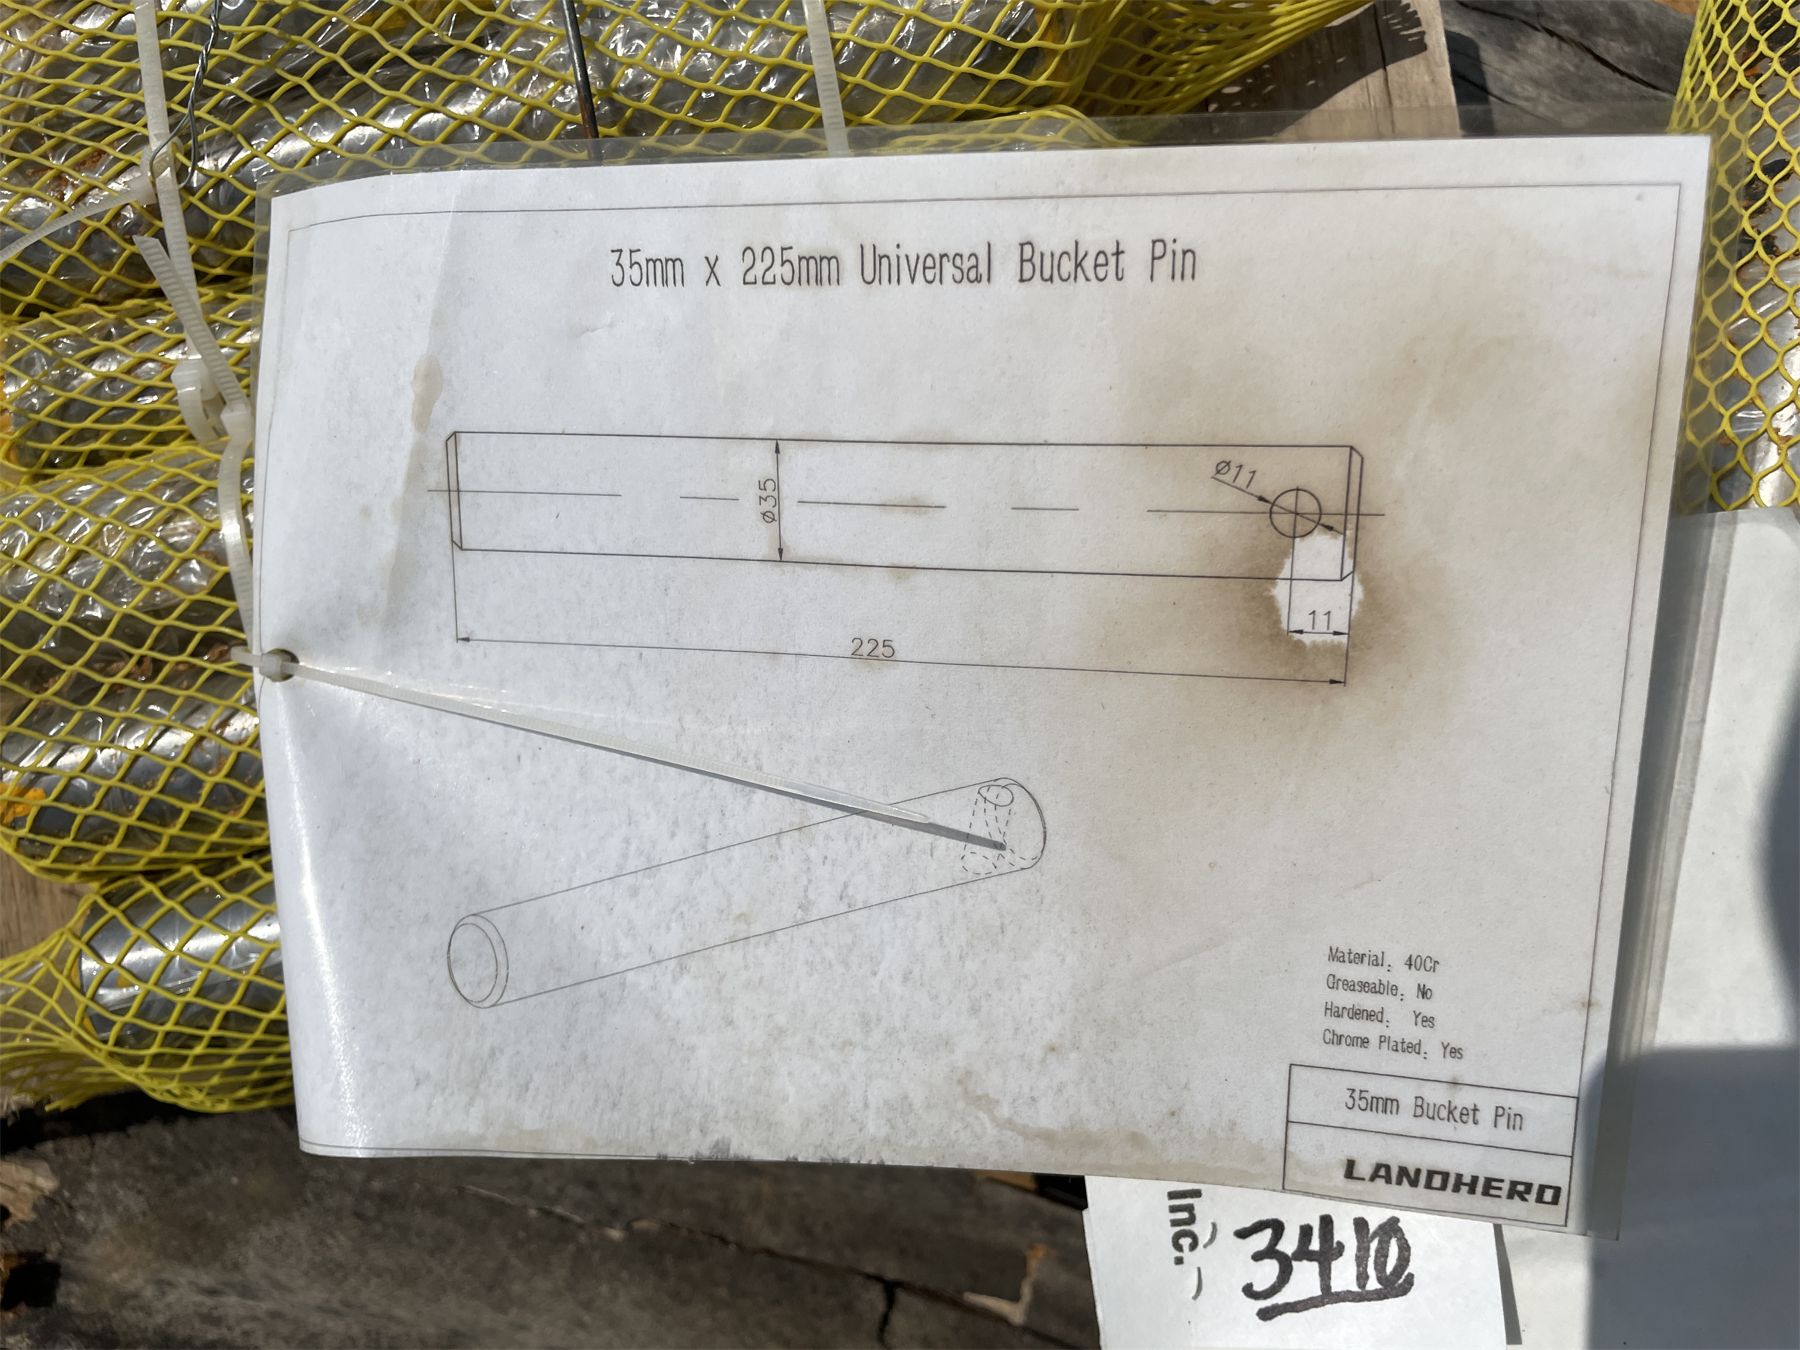 35mm x 225mm Universal Bucket Pin
ø11
ø35
11
225
Material: 40Cr
Greaseable: No
Hardened: Yes
Chrome Plated: Yes
35mm Bucket Pin
LANDHERO
Inc.
3410